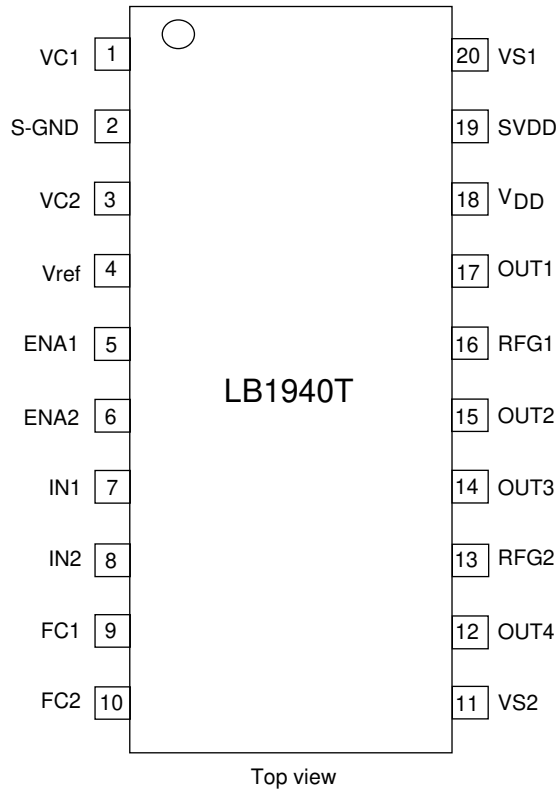 VC1 1 20 VS1
S-GND 2 19 SVDD
VC2 3 18 VDD
Vref 4 17 OUT1
ENA1 5 16 RFG1
LB1940T
ENA2 6 15 OUT2
IN1 7 14 OUT3
IN2 8 13 RFG2
FC1 9 12 OUT4
FC2 10 11 VS2
Top view